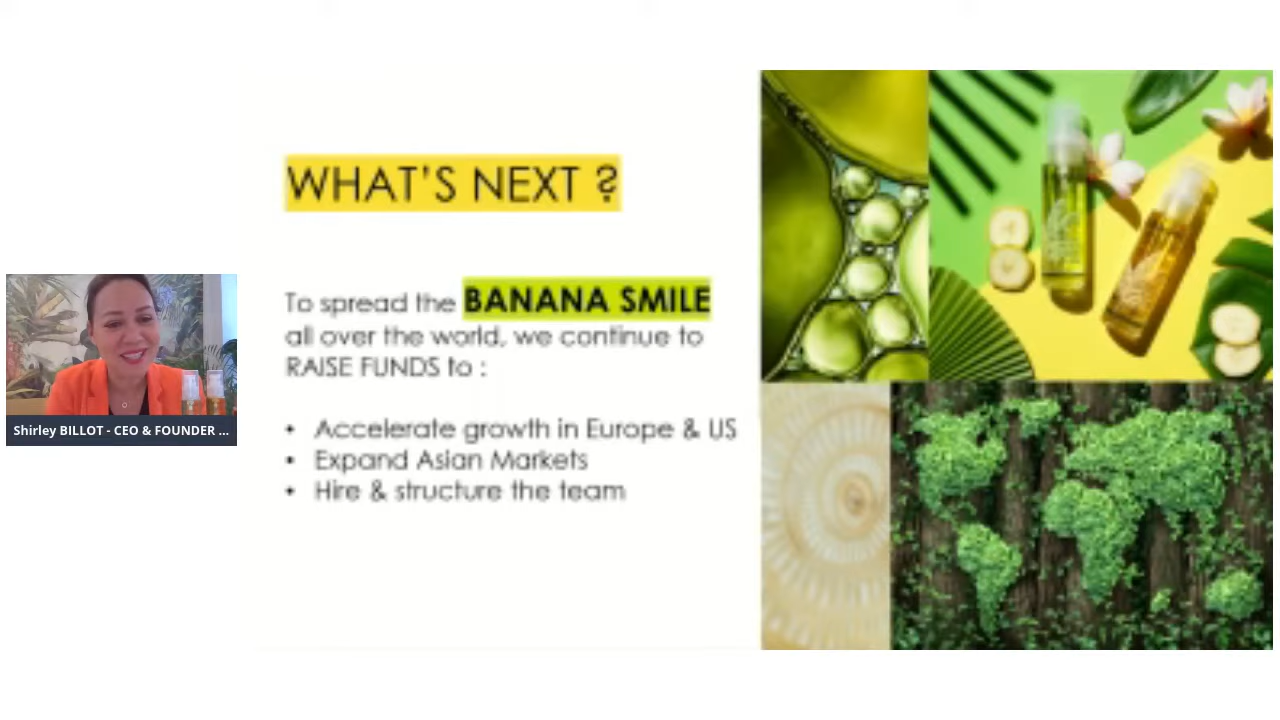 WHAT'S NEXT ?
To spread the BANANA SMILE
all over the world, we continue to
RAISE FUNDS to :
• Accelerate growth in Europe & US
• Expand Asian Markets
• Hire & structure the team
Shirley BILLOT - CEO & FOUNDER ...